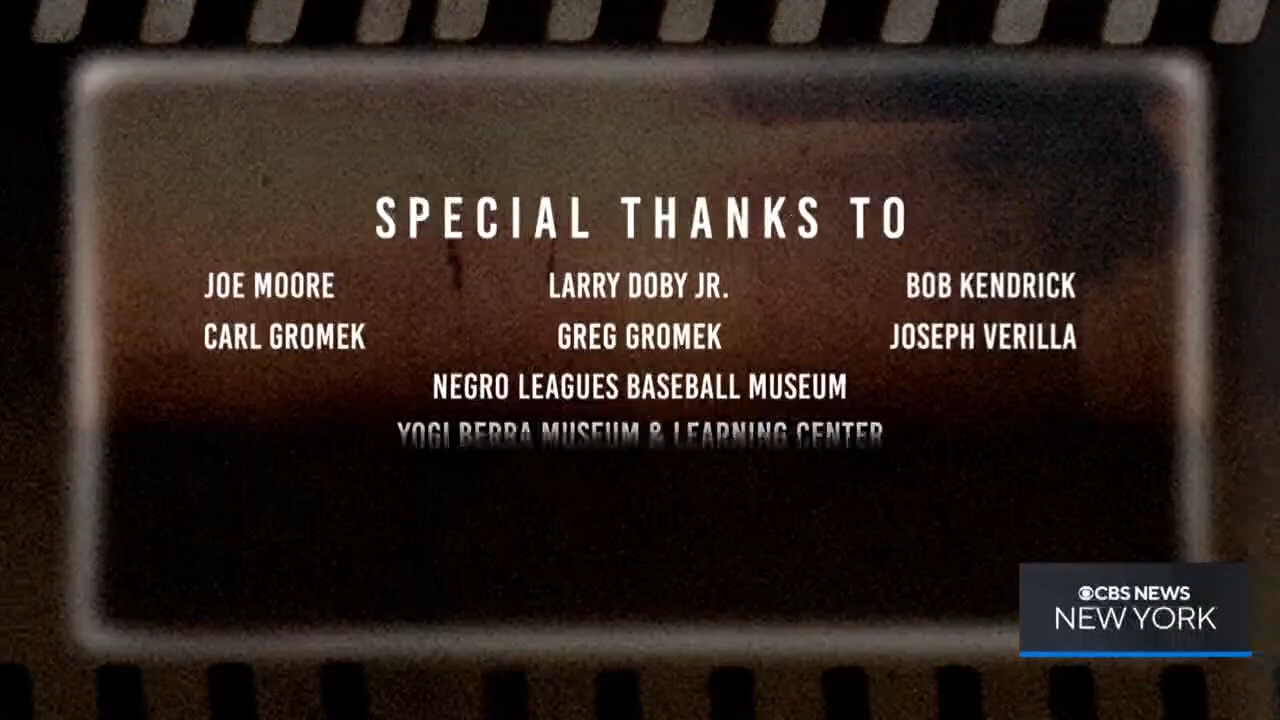 SPECIAL THANKS TO
JOE MOORE LARRY DOBY JR. BOB KENDRICK
CARL GROMEK GREG GROMEK JOSEPH VERILLA
NEGRO LEAGUES BASEBALL MUSEUM
YOGI BERRA MUSEUM & LEARNING CENTER
CBS NEWS
NEW YORK